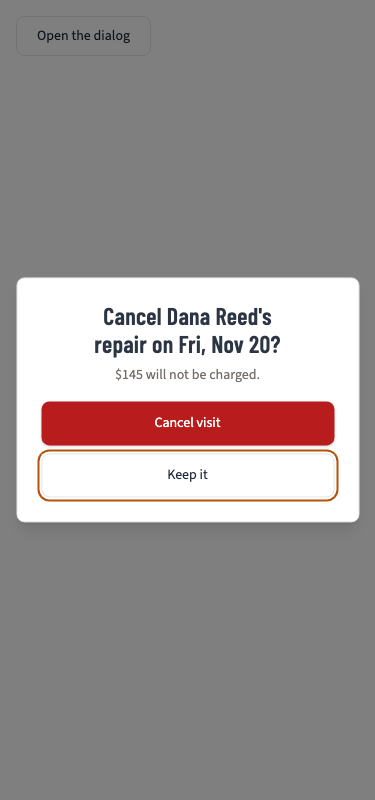 Open the dialog
Cancel Dana Reed's
repair on Fri, Nov 20?
$145 will not be charged.
Cancel visit
Keep it